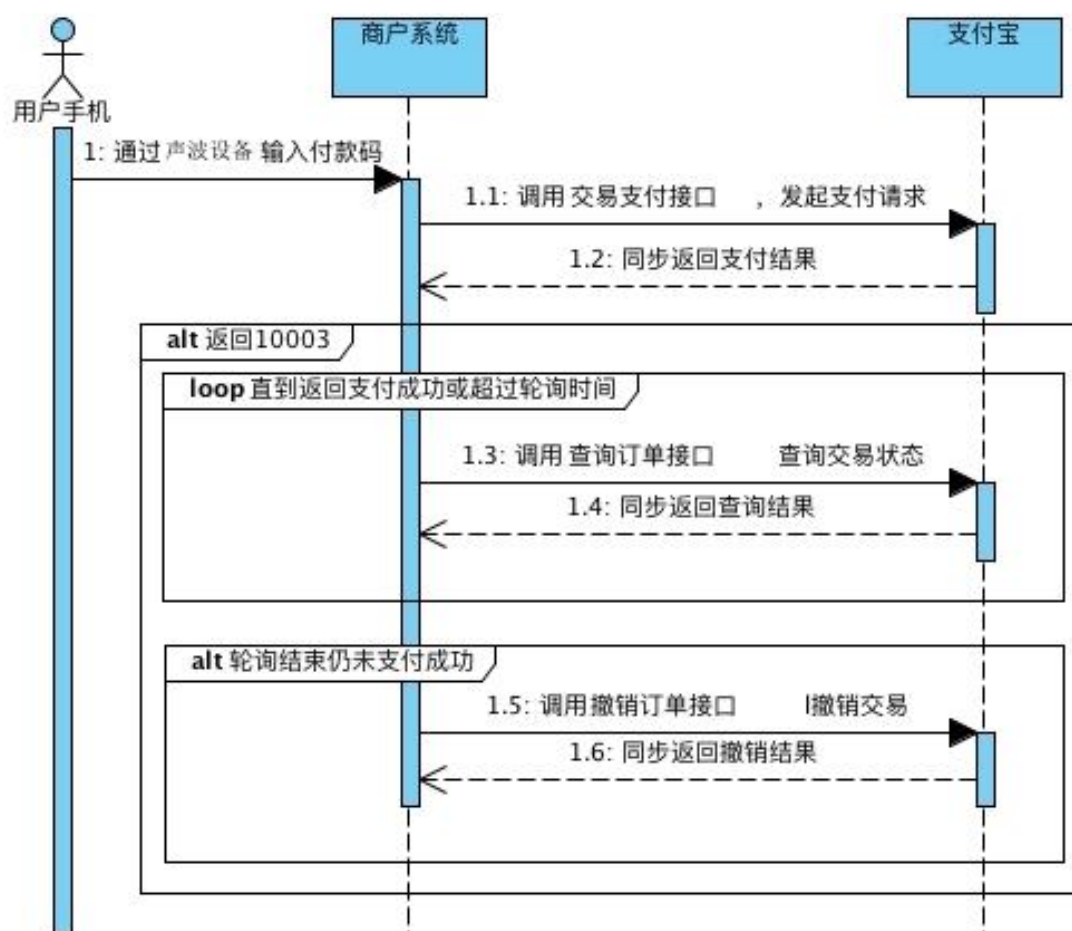 商户系统
支付宝
用户手机
1: 通过 声波设备 输入付款码
1.1: 调用 交易支付接口 ，发起支付请求
1.2: 同步返回支付结果
alt 返回10003
loop 直到返回支付成功或超过轮询时间
1.3: 调用 查询订单接口 查询交易状态
1.4: 同步返回查询结果
alt 轮询结束仍未支付成功
1.5: 调用撤销订单接口 l撤销交易
1.6: 同步返回撤销结果